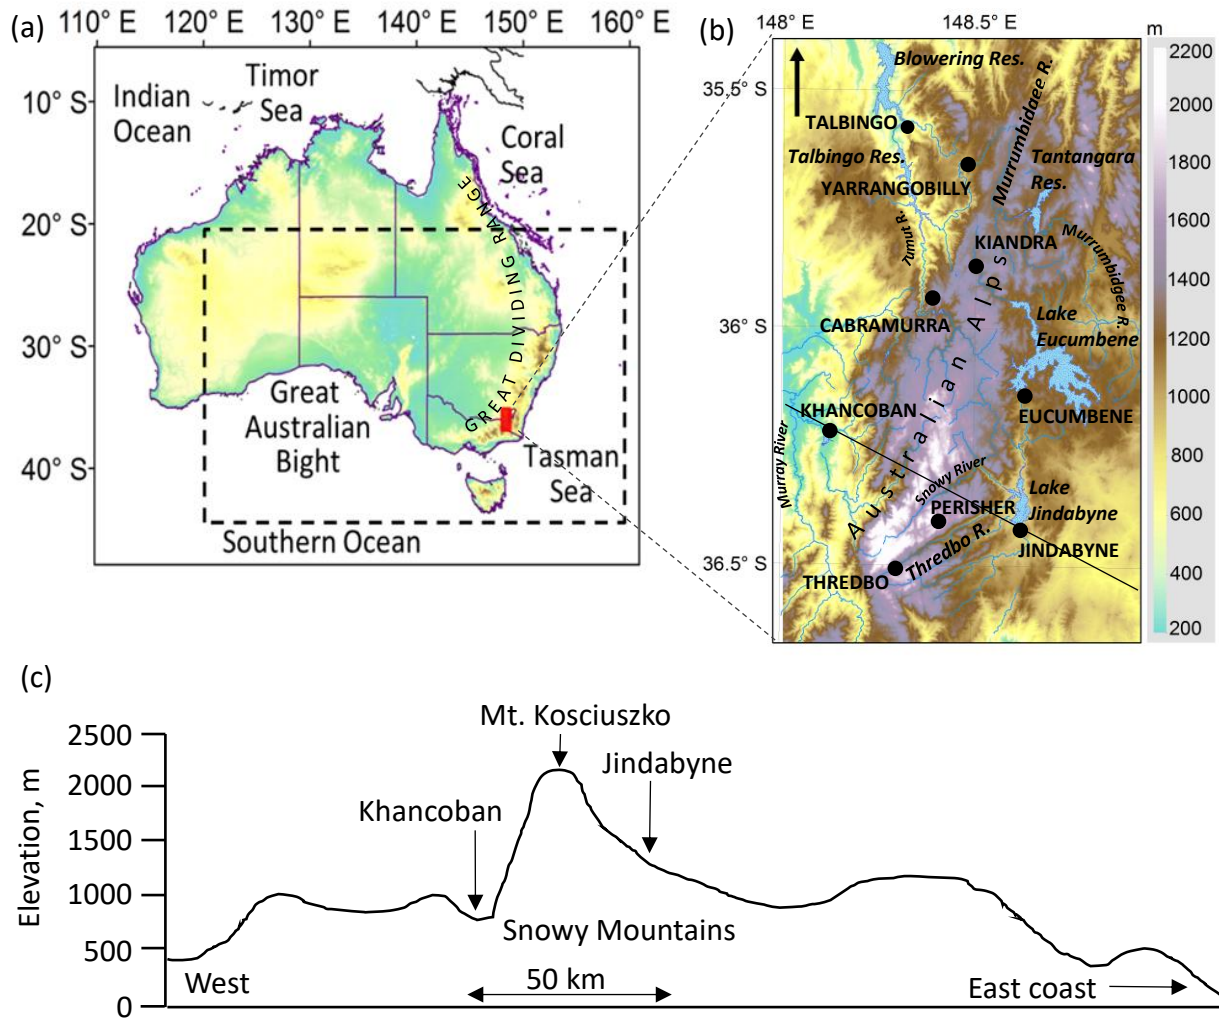 (a)
110° E 120° E 130° E 140° E 150° E 160° E
10° S
20° S
30° S
40° S
Indian
Ocean
Timor
Sea
Coral
Sea
GREAT DIVIDING RANGE
Great
Australian
Bight
Tasman
Sea
Southern Ocean
(b)
148° E 148.5° E
35.5° S
36° S
36.5° S
Blowering Res.
TALBINGO
Talbingo Res.
YARRANGOBILLY
Murrumbidaee R.
Tantangara
Res.
Tumut R.
KIANDRA
Murrumbidgee R.
CABRAMURRA
Lake
Eucumbene
EUCUMBENE
KHANCOBAN
Murray River
Australian Alps
Snowy River
PERISHER
Lake
Jindabyne
JINDABYNE
Thredbo R.
THREDBO
m
2200
2000
1800
1600
1400
1200
1000
800
600
400
200
(c)
Elevation, m
2500
2000
1500
1000
500
0
Mt. Kosciuszko
Jindabyne
Khancoban
Snowy Mountains
West
50 km
East coast